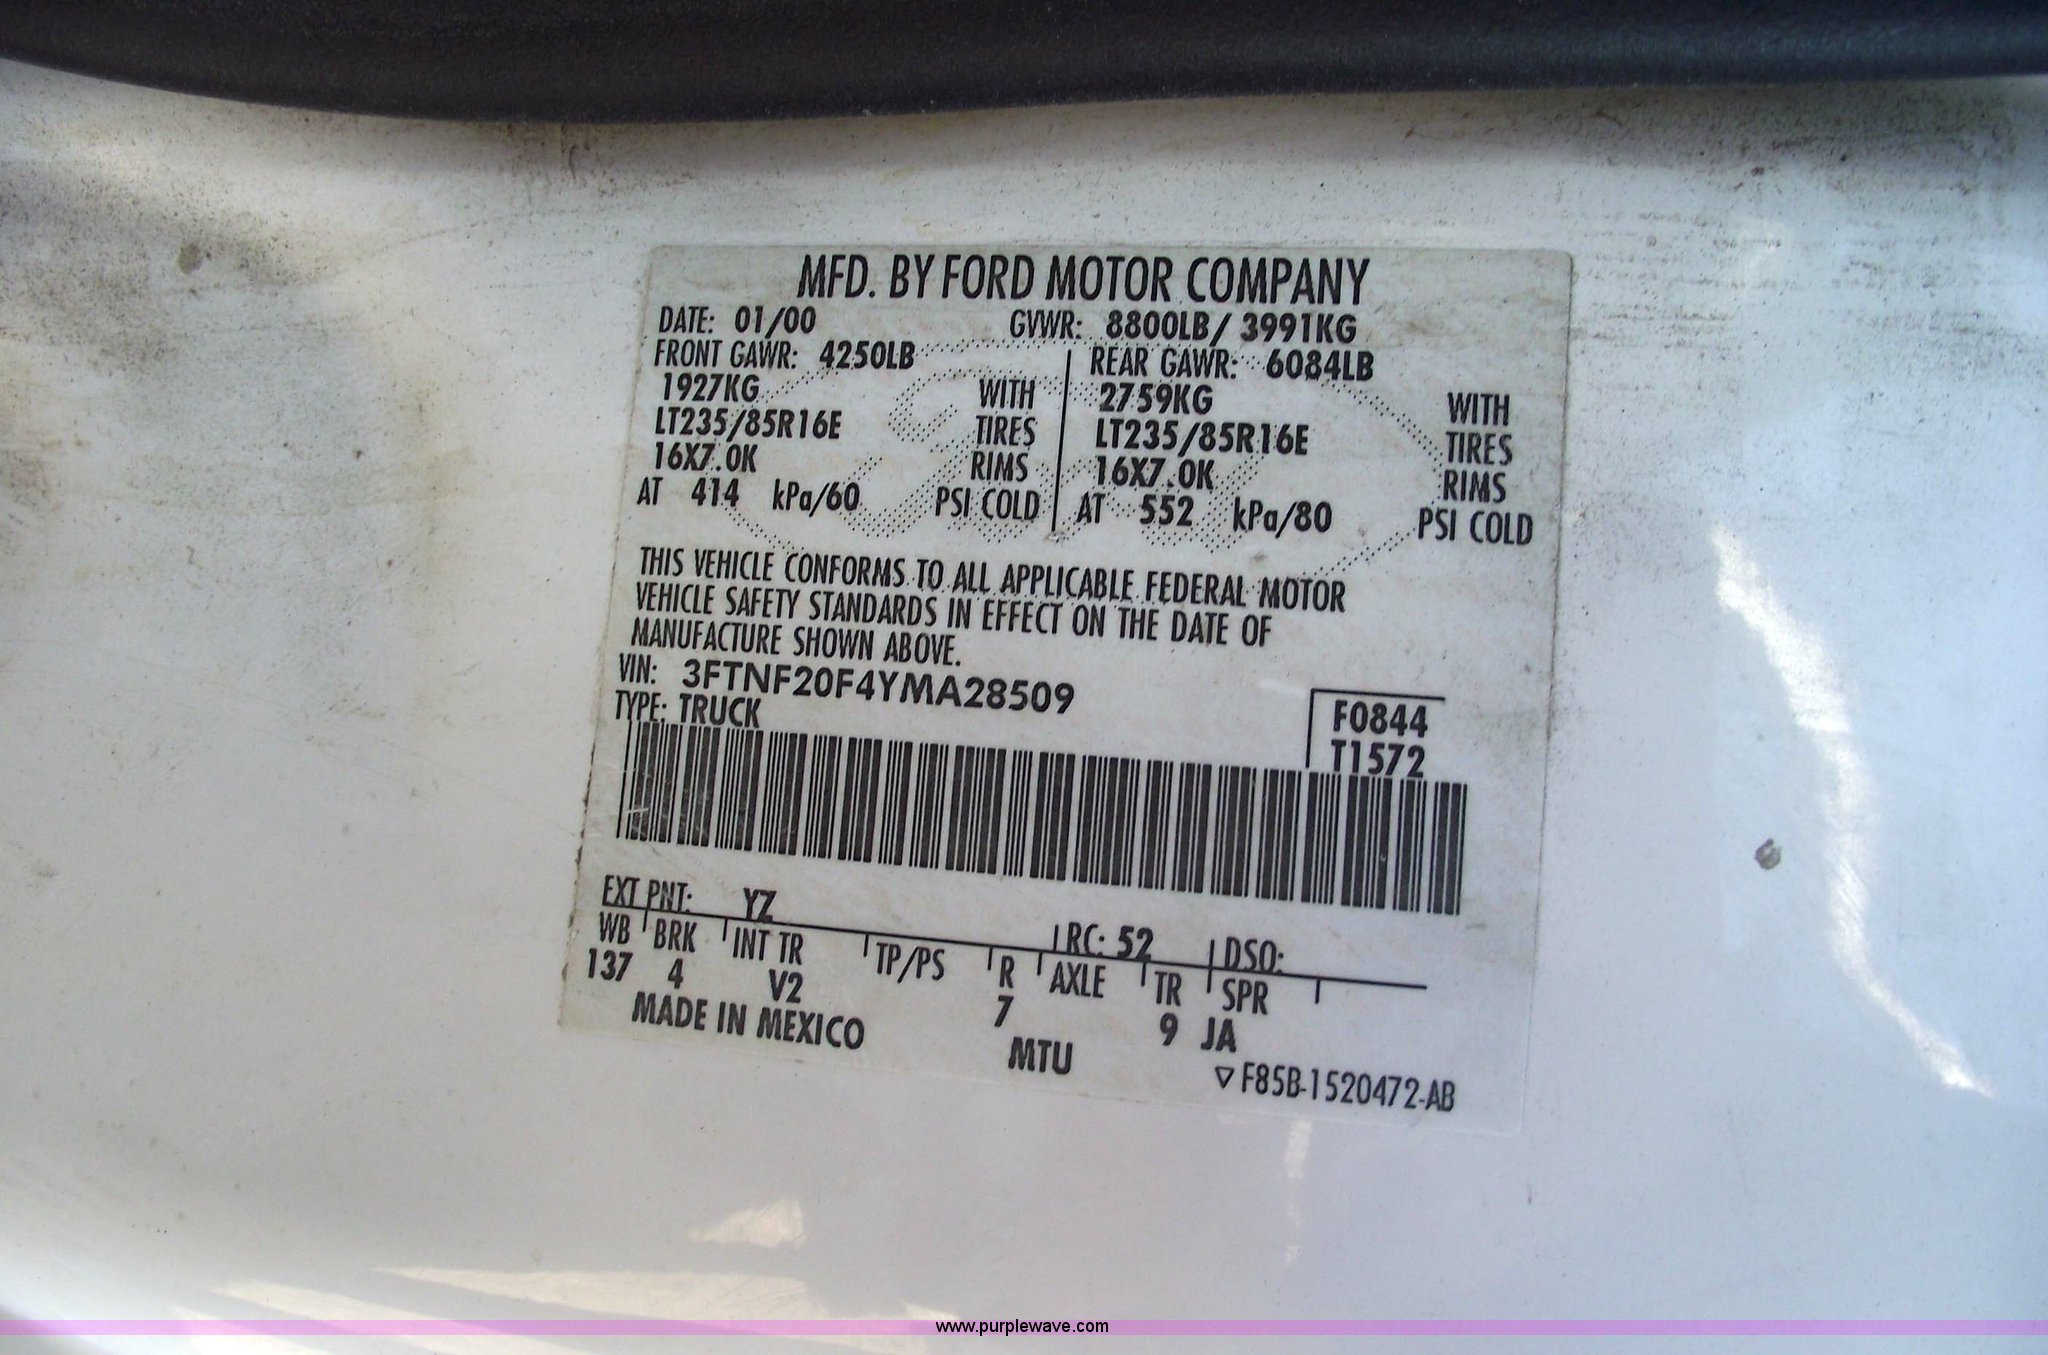 MFD. BY FORD MOTOR COMPANY
DATE: 01/00 GVWR: 8800LB/ 3991KG
FRONT GAWR: 4250LB REAR GAWR: 6084LB
1927KG WITH 2759KG WITH
LT235/85R16E TIRES LT235/85R16E TIRES
16X7.0K RIMS 16X7.0K RIMS
AT 414 kPa/60 PSI COLD AT 552 kPa/80 PSI COLD
THIS VEHICLE CONFORMS TO ALL APPLICABLE FEDERAL MOTOR
VEHICLE SAFETY STANDARDS IN EFFECT ON THE DATE OF
MANUFACTURE SHOWN ABOVE.
VIN: 3FTNF20F4YMA28509
TYPE: TRUCK
F0844
T1572
EXT PNT: YZ RC: 52 DSO:
WB BRK INT TR TP/PS R AXLE TR SPR
137 4 V2 7 9 JA
MADE IN MEXICO MTU
▽F85B-1520472-AB
www.purplewave.com